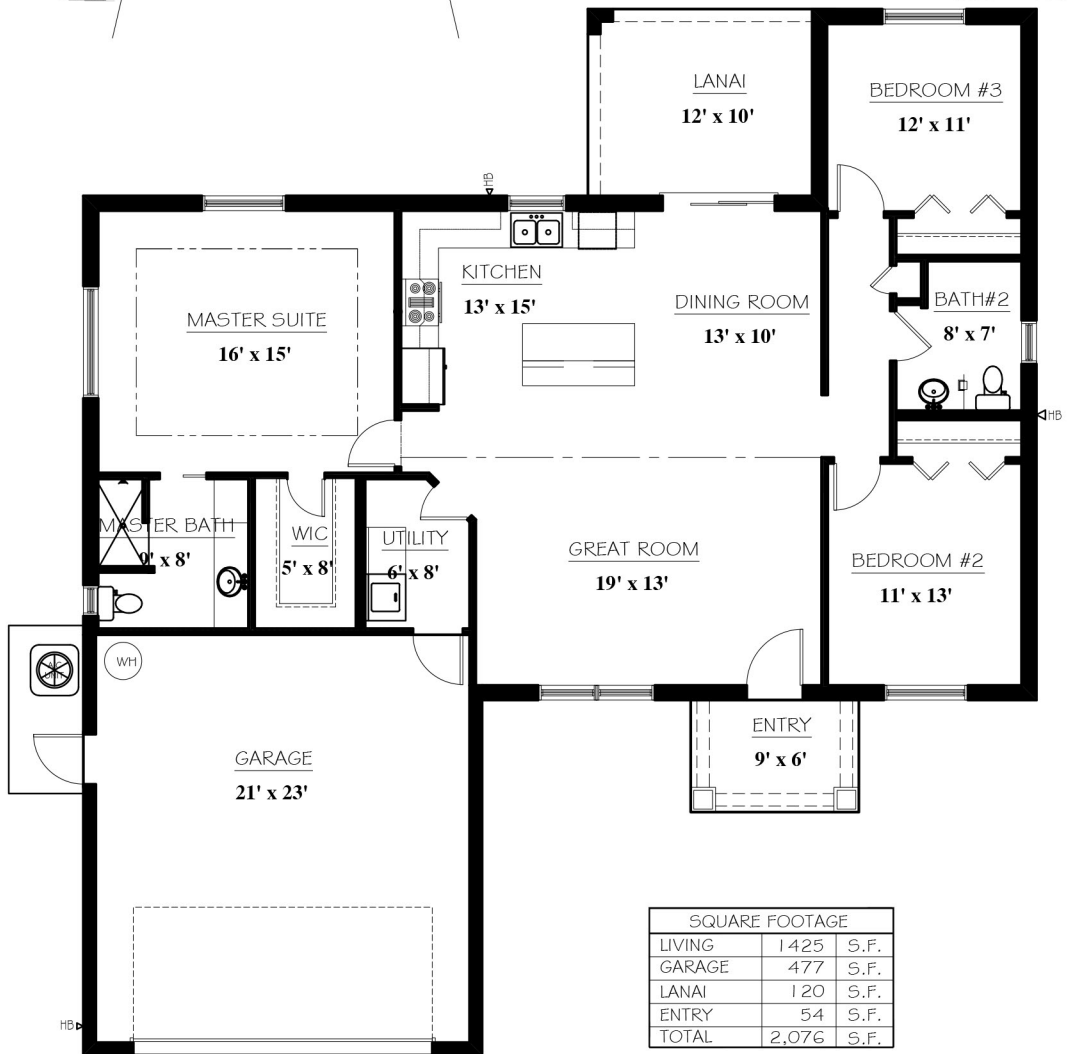 LANAI
12' x 10'
BEDROOM #3
12' x 11'
HB
KITCHEN
13' x 15'
DINING ROOM
13' x 10'
BATH#2
8' x 7'
MASTER SUITE
16' x 15'
HB
MASTER BATH
9' x 8'
WIC
5' x 8'
UTILITY
6' x 8'
GREAT ROOM
19' x 13'
BEDROOM #2
11' x 13'
A/C
UNIT
WH
ENTRY
9' x 6'
GARAGE
21' x 23'
HB
SQUARE FOOTAGE
LIVING 1425 S.F.
GARAGE 477 S.F.
LANAI 120 S.F.
ENTRY 54 S.F.
TOTAL 2,076 S.F.